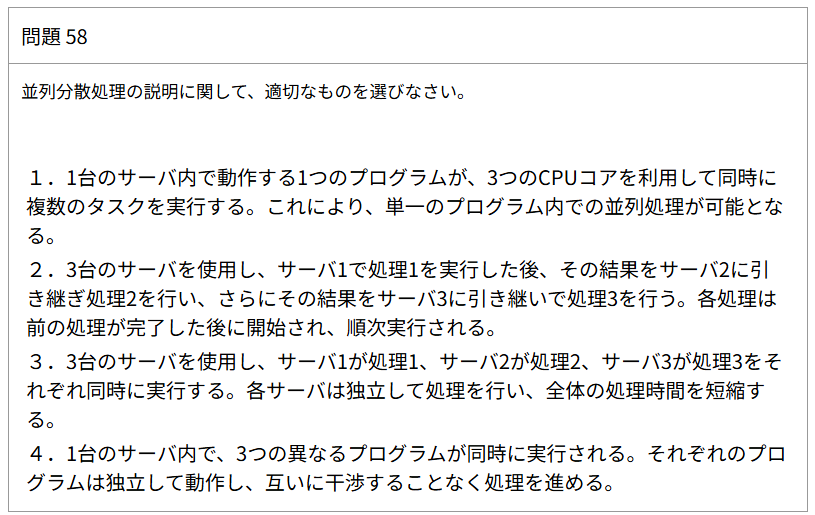 問題 58
並列分散処理の説明に関して、適切なものを選びなさい。
１．1台のサーバ内で動作する1つのプログラムが、3つのCPUコアを利用して同時に
複数のタスクを実行する。これにより、単一のプログラム内での並列処理が可能とな
る。
２．3台のサーバを使用し、サーバ1で処理1を実行した後、その結果をサーバ2に引
き継ぎ処理2を行い、さらにその結果をサーバ3に引き継いで処理3を行う。各処理は
前の処理が完了した後に開始され、順次実行される。
３．3台のサーバを使用し、サーバ1が処理1、サーバ2が処理2、サーバ3が処理3をそ
れぞれ同時に実行する。各サーバは独立して処理を行い、全体の処理時間を短縮す
る。
４．1台のサーバ内で、3つの異なるプログラムが同時に実行される。それぞれのプロ
グラムは独立して動作し、互いに干渉することなく処理を進める。